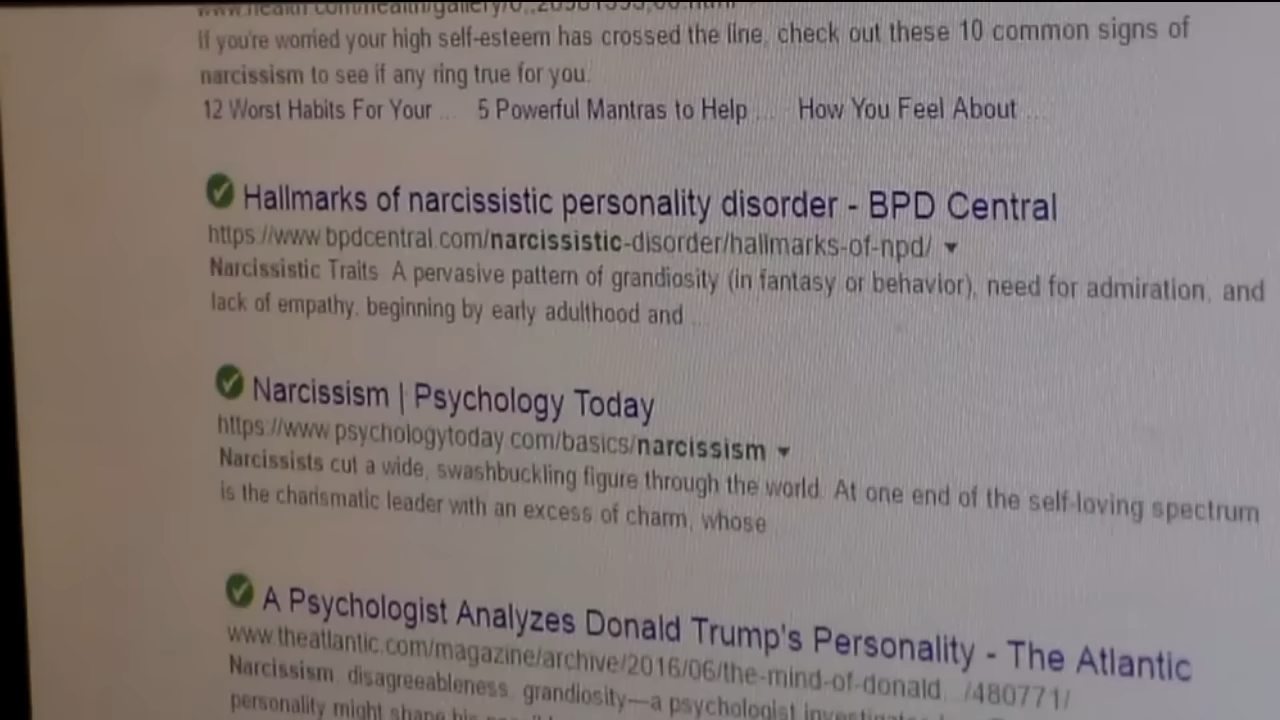 If you're worried your high self-esteem has crossed the line, check out these 10 common signs of
narcissism to see if any ring true for you.
12 Worst Habits For Your ... 5 Powerful Mantras to Help ... How You Feel About ...
Hallmarks of narcissistic personality disorder - BPD Central
https://www.bpdcentral.com/narcissistic-disorder/hallmarks-of-npd/
Narcissistic Traits A pervasive pattern of grandiosity (in fantasy or behavior), need for admiration, and
lack of empathy, beginning by early adulthood and ...
Narcissism | Psychology Today
https://www.psychologytoday.com/basics/narcissism
Narcissists cut a wide, swashbuckling figure through the world. At one end of the self-loving spectrum
is the charismatic leader with an excess of charm, whose
A Psychologist Analyzes Donald Trump's Personality - The Atlantic
www.theatlantic.com/magazine/archive/2016/06/the-mind-of-donald.../480771/
Narcissism, disagreeableness, grandiosity—a psychologist
personality might shape his